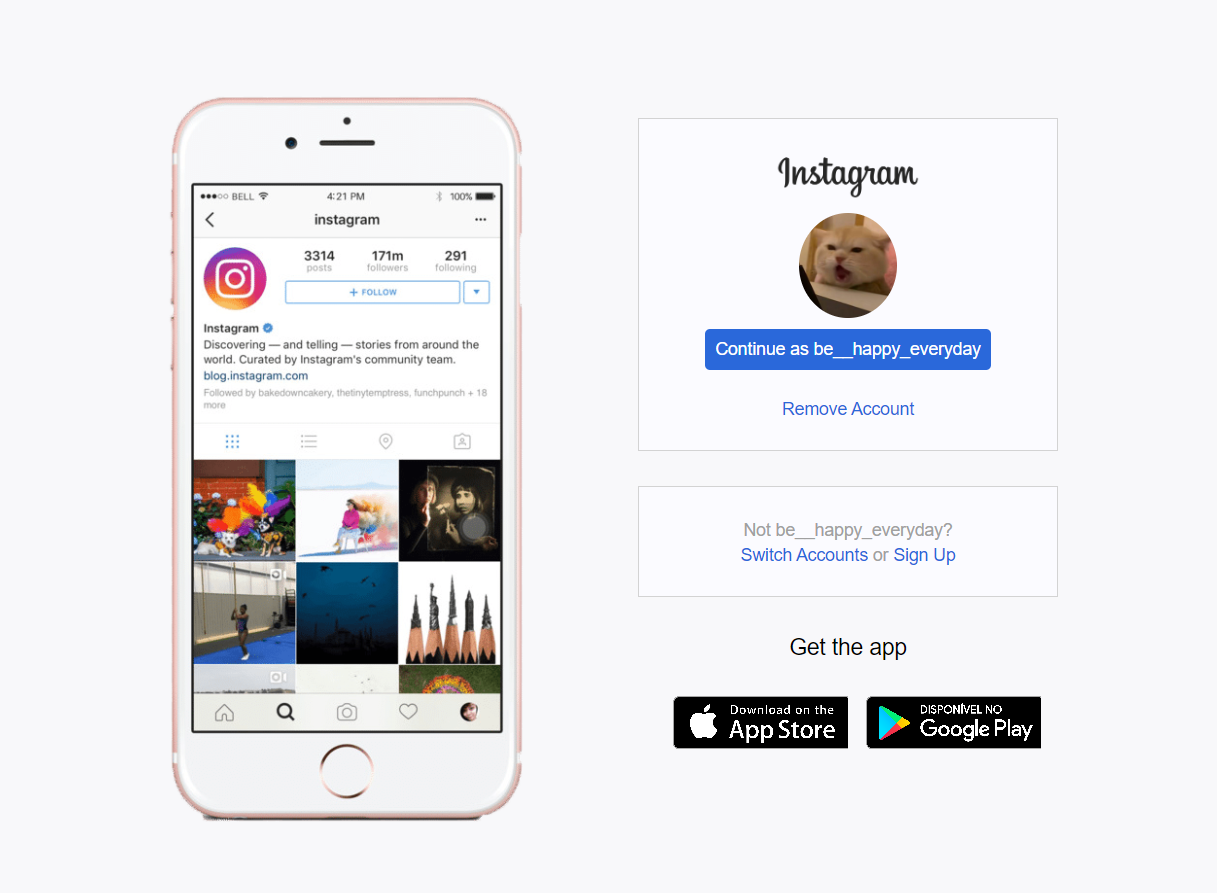 BELL 4:21 PM 100%
instagram
3314 171m 291
posts followers following
+ FOLLOW
Instagram
Discovering — and telling — stories from around the
world. Curated by Instagram's community team.
blog.instagram.com
Followed by bakedowncakery, thetinytemptress, funchpunch + 18
more
Instagram
Continue as be__happy_everyday
Remove Account
Not be__happy_everyday?
Switch Accounts or Sign Up
Get the app
Download on the
App Store
DISPONÍVEL NO
Google Play